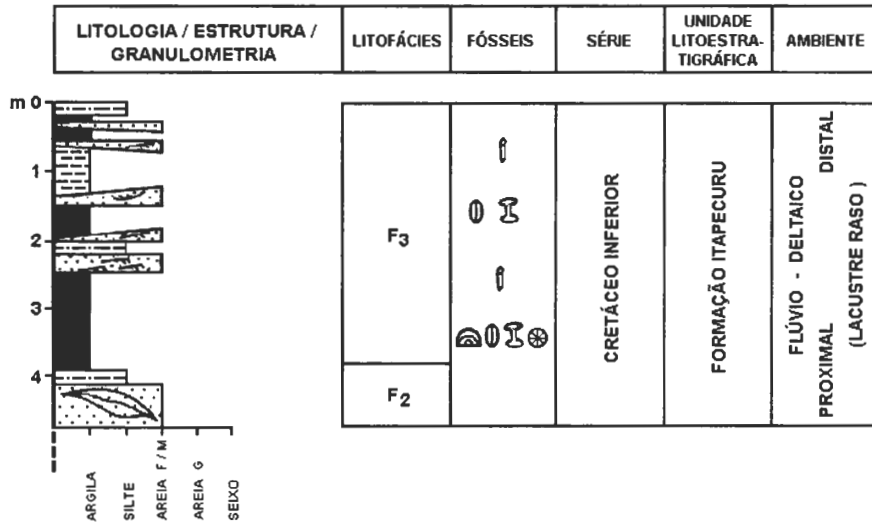 LITOLOGIA / ESTRUTURA /
GRANULOMETRIA
LITOFÁCIES
FÓSSEIS
SÉRIE
UNIDADE
LITOESTRA-
TIGRÁFICA
AMBIENTE
m 0
1
2
3
4
F3
F2
CRETÁCEO INFERIOR
FORMAÇÃO ITAPECURU
FLÚVIO - DELTAICO
PROXIMAL DISTAL
(LACUSTRE RASO )
ARGILA
SILTE
AREIA F / M
AREIA G
SEIXO